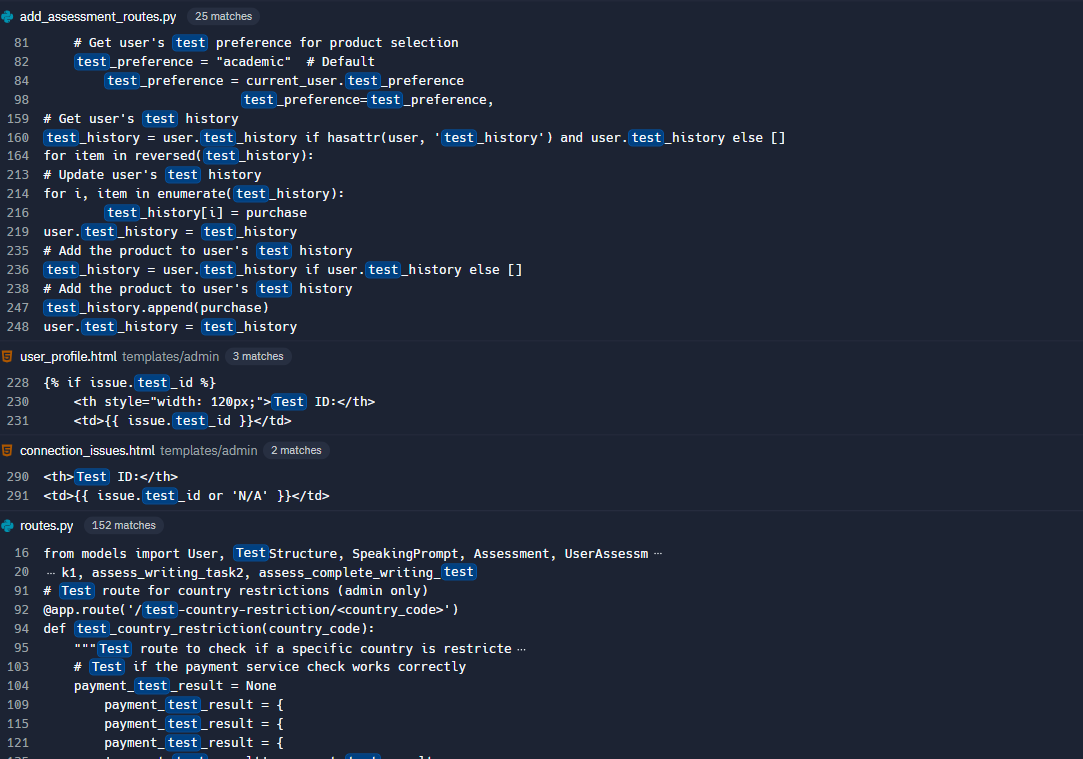 add_assessment_routes.py 25 matches
81 # Get user's test preference for product selection
82 test_preference = "academic"  # Default
84 test_preference = current_user.test_preference
98 test_preference=test_preference,
159 # Get user's test history
160 test_history = user.test_history if hasattr(user, 'test_history') and user.test_history else []
164 for item in reversed(test_history):
213 # Update user's test history
214 for i, item in enumerate(test_history):
216 test_history[i] = purchase
219 user.test_history = test_history
235 # Add the product to user's test history
236 test_history = user.test_history if user.test_history else []
238 # Add the product to user's test history
247 test_history.append(purchase)
248 user.test_history = test_history
user_profile.html templates/admin 3 matches
228 {% if issue.test_id %}
230 <th style="width: 120px;">Test ID:</th>
231 <td>{{ issue.test_id }}</td>
connection_issues.html templates/admin 2 matches
290 <th>Test ID:</th>
291 <td>{{ issue.test_id or 'N/A' }}</td>
routes.py 152 matches
16 from models import User, TestStructure, SpeakingPrompt, Assessment, UserAssessm ···
20 ··· k1, assess_writing_task2, assess_complete_writing_test
91 # Test route for country restrictions (admin only)
92 @app.route('/test-country-restriction/<country_code>')
94 def test_country_restriction(country_code):
95 """Test route to check if a specific country is restricte ···
103 # Test if the payment service check works correctly
104 payment_test_result = None
109 payment_test_result = {
115 payment_test_result = {
121 payment_test_result = {